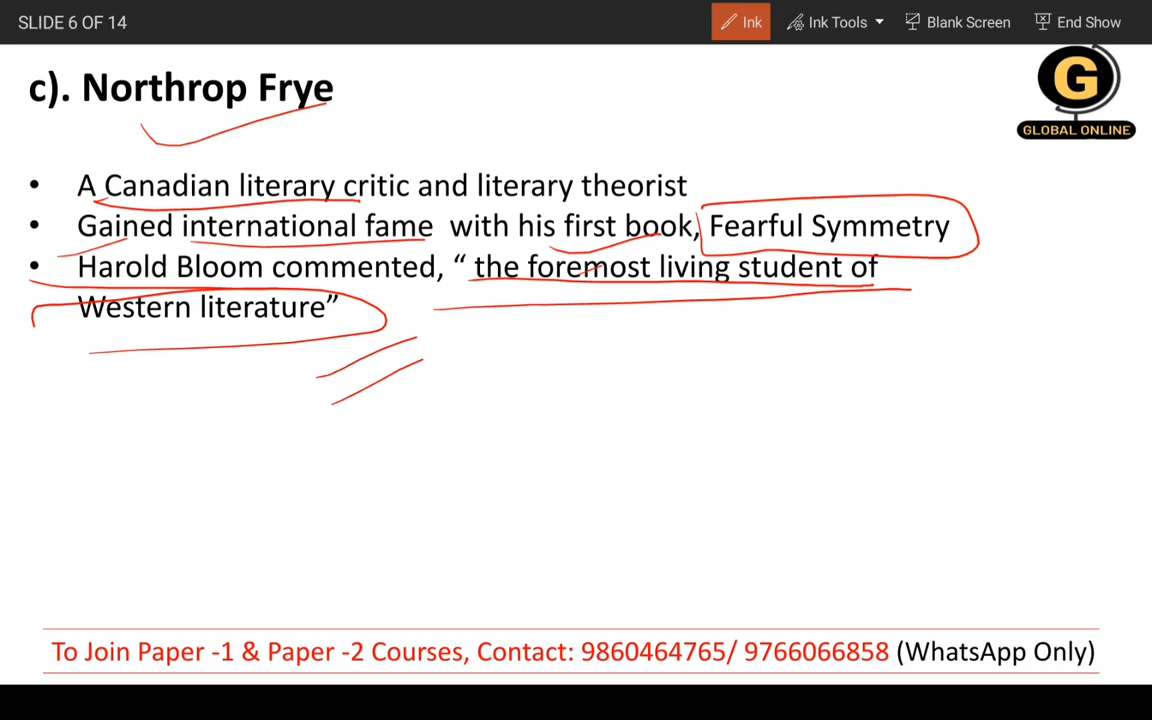 SLIDE 6 OF 14 Ink Ink Tools Blank Screen End Show
c). Northrop Frye
G
GLOBAL ONLINE
• A Canadian literary critic and literary theorist
• Gained international fame with his first book, Fearful Symmetry
• Harold Bloom commented, “ the foremost living student of
Western literature”
To Join Paper -1 & Paper -2 Courses, Contact: 9860464765/ 9766066858 (WhatsApp Only)